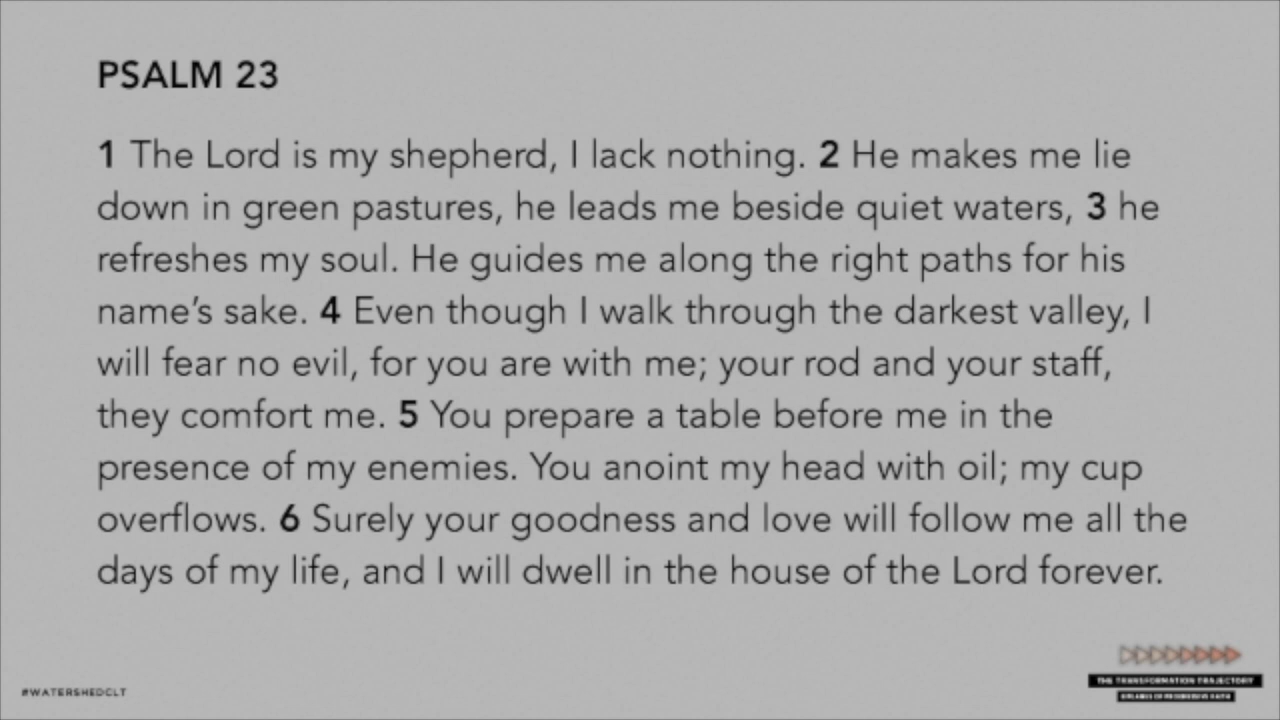 PSALM 23
1 The Lord is my shepherd, I lack nothing. 2 He makes me lie
down in green pastures, he leads me beside quiet waters, 3 he
refreshes my soul. He guides me along the right paths for his
name’s sake. 4 Even though I walk through the darkest valley, I
will fear no evil, for you are with me; your rod and your staff,
they comfort me. 5 You prepare a table before me in the
presence of my enemies. You anoint my head with oil; my cup
overflows. 6 Surely your goodness and love will follow me all the
days of my life, and I will dwell in the house of the Lord forever.
#WATERSHEDCLT
THE TRANSFORMATION TRAJECTORY
OF PROGRESSIVE FAITH